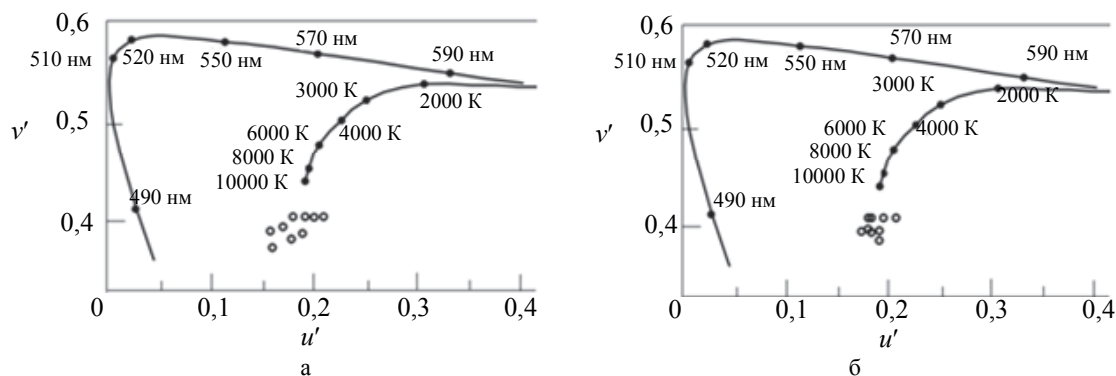 0,6
570 нм
590 нм
510 нм
520 нм
550 нм
3000 К
2000 К
v'
0,5
6000 К
4000 К
8000 К
10000 К
490 нм
0,4
0
0,1
0,2
0,3
0,4
u'
а
0,6
570 нм
590 нм
510 нм
520 нм
550 нм
3000 К
2000 К
v'
0,5
6000 К
4000 К
8000 К
10000 К
490 нм
0,4
0
0,1
0,2
0,3
0,4
u'
б